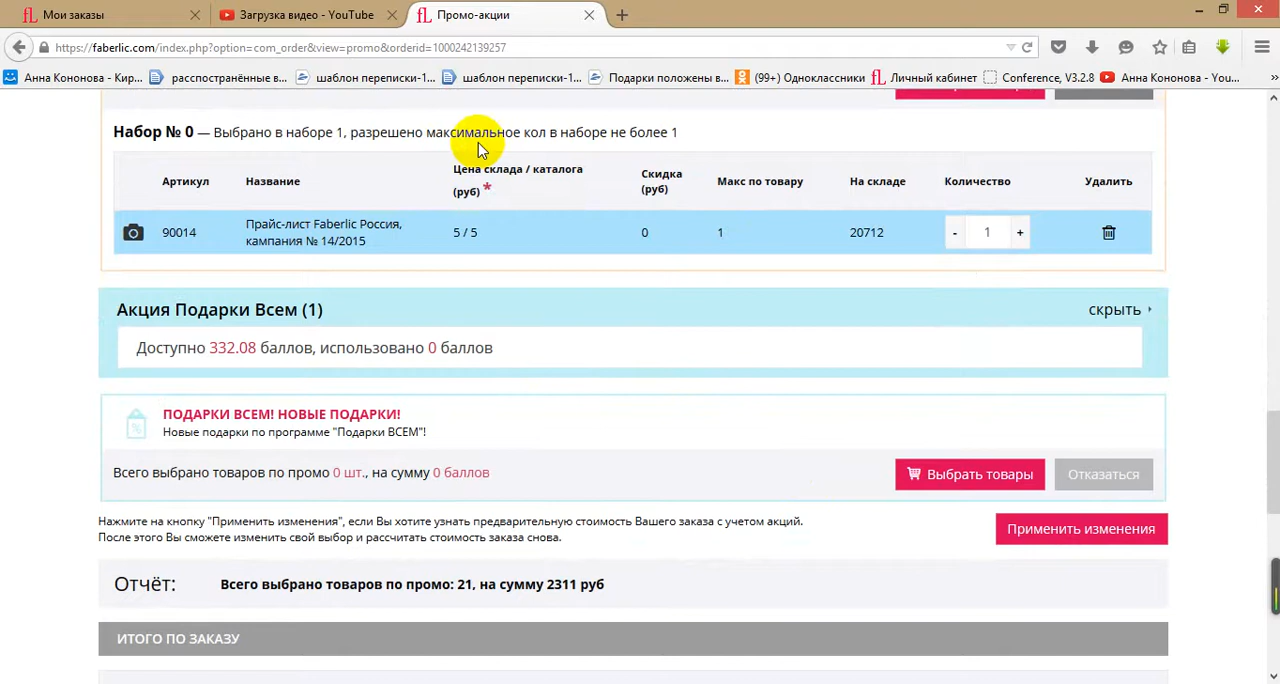 Мои заказы
Загрузка видео - YouTube
Промо-акции
https://faberlic.com/index.php?option=com_order&view=promo&orderid=1000242139257
Анна Кононова - Кир...
распостранённые в...
шаблон переписки-1...
шаблон переписки-1...
Подарки положены в...
(99+) Одноклассники
Личный кабинет
Conference, V3.2.8
Анна Кононова - You...
Набор № 0 — Выбрано в наборе 1, разрешено максимальное кол в наборе не более 1
Артикул
Название
Цена склада / каталога (руб) *
Скидка (руб)
Макс по товару
На складе
Количество
Удалить
90014
Прайс-лист Faberlic Россия,
кампания № 14/2015
5 / 5
0
1
20712
- 1 +
Акция Подарки Всем (1)
скрыть
Доступно 332.08 баллов, использовано 0 баллов
ПОДАРКИ ВСЕМ! НОВЫЕ ПОДАРКИ!
Новые подарки по программе "Подарки ВСЕМ"!
Всего выбрано товаров по промо 0 шт., на сумму 0 баллов
Выбрать товары
Отказаться
Нажмите на кнопку "Применить изменения", если Вы хотите узнать предварительную стоимость Вашего заказа с учетом акций.
После этого Вы сможете изменить свой выбор и рассчитать стоимость заказа снова.
Применить изменения
Отчёт:
Всего выбрано товаров по промо: 21, на сумму 2311 руб
ИТОГО ПО ЗАКАЗУ